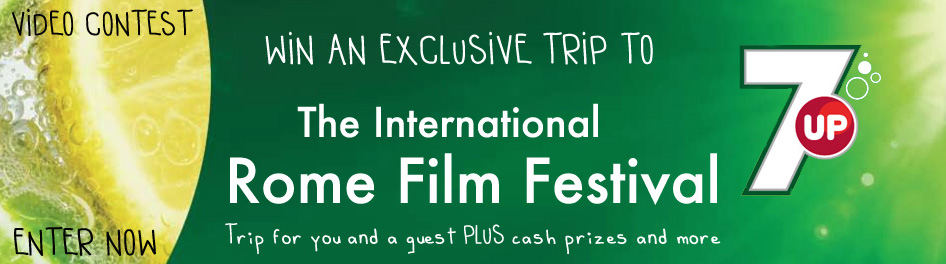 VIDEO CONTEST
WIN AN EXCLUSIVE TRIP TO
The International
Rome Film Festival
Trip for you and a guest PLUS cash prizes and more
ENTER NOW
7
UP